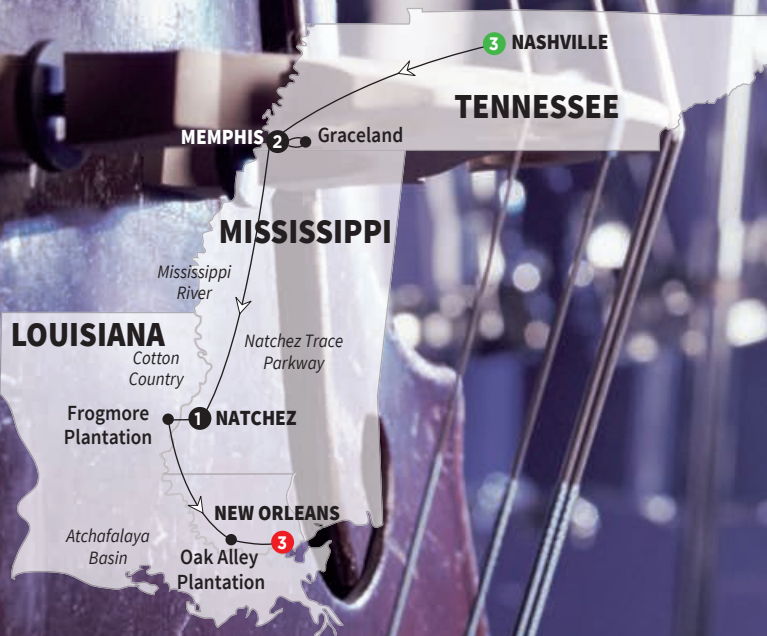 3 NASHVILLE
TENNESSEE
MEMPHIS 2 Graceland
MISSISSIPPI
Mississippi
River
LOUISIANA
Natchez Trace
Parkway
Cotton
Country
Frogmore
Plantation
1 NATCHEZ
NEW ORLEANS
3
Atchafalaya
Basin
Oak Alley
Plantation